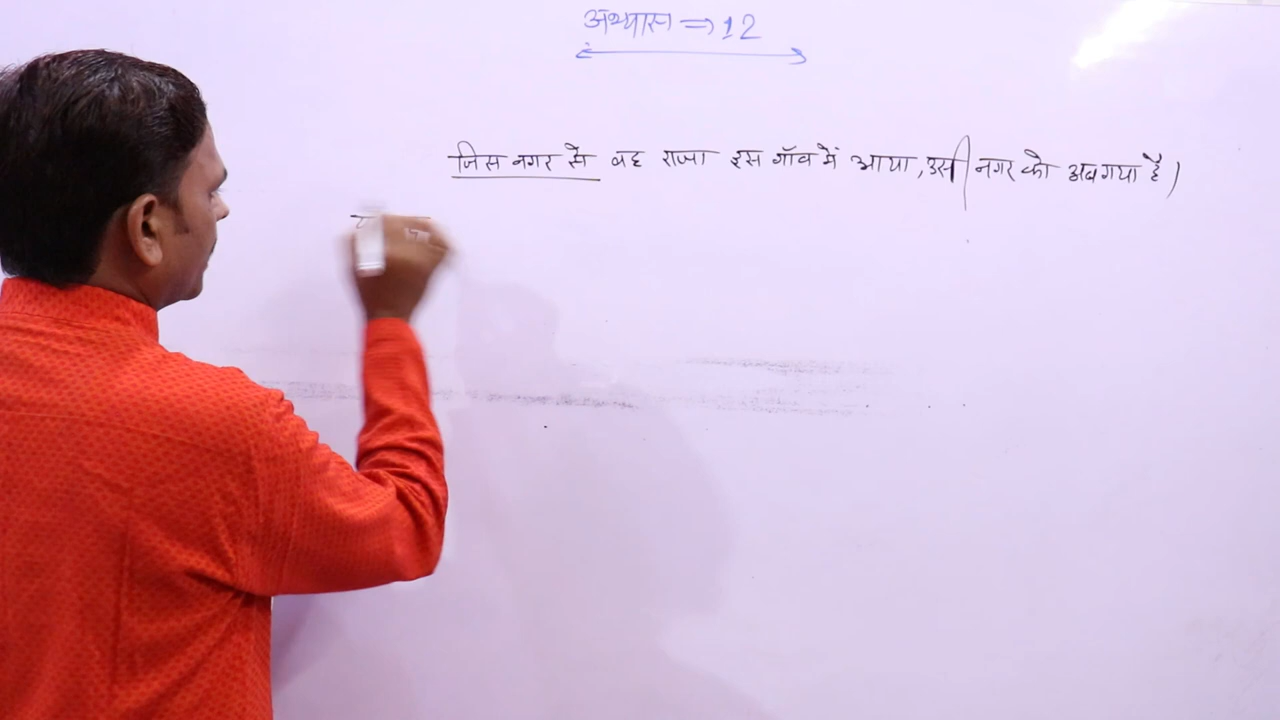 अभ्यास ⇒ 12
जिस नगर से वह राजा इस गाँव में आया, उसी नगर को अब गया है।